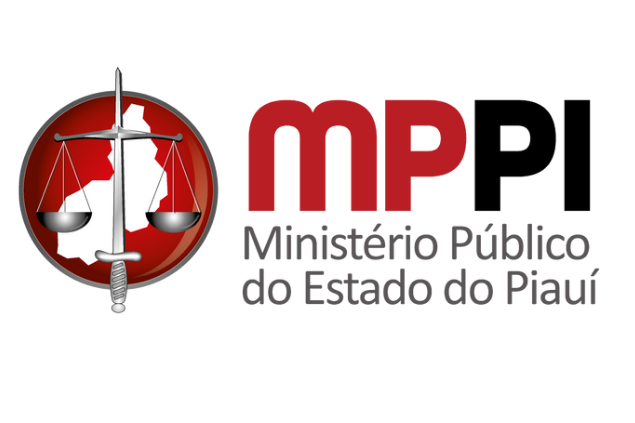 MPPI
Ministério Público
do Estado do Piauí